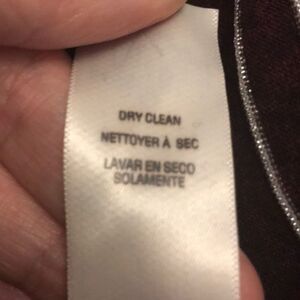 DRY CLEAN
NETTOYER À SEC
LAVAR EN SECO
SOLAMENTE